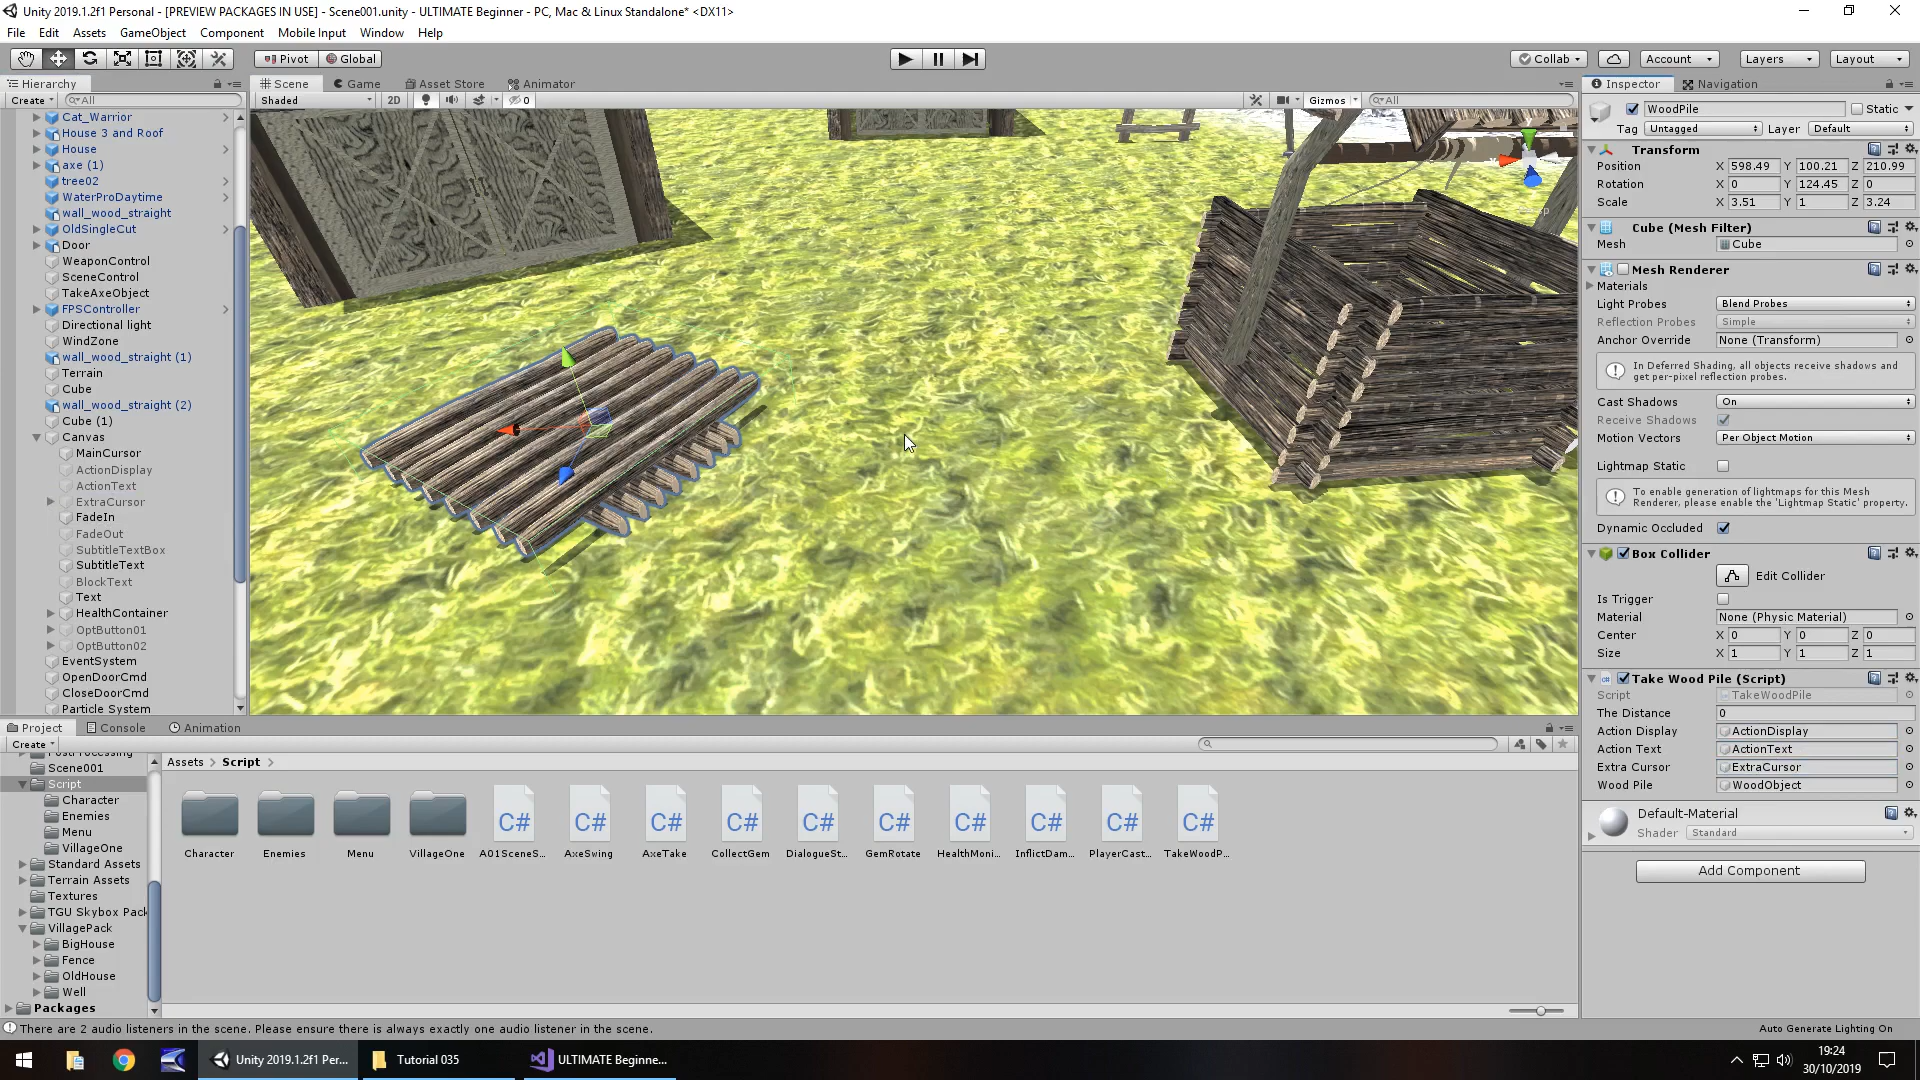 Unity 2019.1.2f1 Personal - [PREVIEW PACKAGES IN USE] - Scene001.unity - ULTIMATE Beginner - PC, Mac & Linux Standalone* <DX11>
File Edit Assets GameObject Component Mobile Input Window Help
Pivot Global Collab Account Layers Layout
Hierarchy
Create All
Cat_Warrior
House 3 and Roof
House
axe (1)
tree02
WaterProDaytime
wall_wood_straight
OldSingleCut
Door
WeaponControl
SceneControl
TakeAxeObject
FPSController
Directional light
WindZone
wall_wood_straight (1)
Terrain
Cube
wall_wood_straight (2)
Cube (1)
Canvas
MainCursor
ActionDisplay
ActionText
ExtraCursor
FadeIn
FadeOut
SubtitleTextBox
SubtitleText
BlockText
Text
HealthContainer
OptButton01
OptButton02
EventSystem
OpenDoorCmd
CloseDoorCmd
Particle System
Scene Game Asset Store Animator
Shaded 2D 0 Gizmos All
Inspector Navigation
WoodPile Static
Tag Untagged Layer Default
Transform
Position X 598.49 Y 100.21 Z 210.99
Rotation X 0 Y 124.45 Z 0
Scale X 3.51 Y 1 Z 3.24
Cube (Mesh Filter)
Mesh Cube
Mesh Renderer
Materials
Light Probes Blend Probes
Reflection Probes Simple
Anchor Override None (Transform)
In Deferred Shading, all objects receive shadows and
get per-pixel reflection probes.
Cast Shadows On
Receive Shadows
Motion Vectors Per Object Motion
Lightmap Static
To enable generation of lightmaps for this Mesh
Renderer, please enable the 'Lightmap Static' property.
Dynamic Occluded
Box Collider
Edit Collider
Is Trigger
Material None (Physic Material)
Center X 0 Y 0 Z 0
Size X 1 Y 1 Z 1
Take Wood Pile (Script)
Script TakeWoodPile
The Distance 0
Action Display ActionDisplay
Action Text ActionText
Extra Cursor ExtraCursor
Wood Pile WoodObject
Default-Material
Shader Standard
Add Component
Project Console Animation
Create
Scene001
Script
Character
Enemies
Menu
VillageOne
Standard Assets
Terrain Assets
Textures
TGU Skybox Pack
VillagePack
BigHouse
Fence
OldHouse
Well
Packages
Assets > Script >
C# C# C# C# C# C# C# C# C# C#
Character Enemies Menu VillageOne A01SceneS... AxeSwing AxeTake CollectGem DialogueSt... GemRotate HealthMoni... InflictDam... PlayerCast... TakeWoodP...
There are 2 audio listeners in the scene. Please ensure there is always exactly one audio listener in the scene.
Auto Generate Lighting On
Unity 2019.1.2f1 Per... Tutorial 035 ULTIMATE Beginne...
19:24
30/10/2019